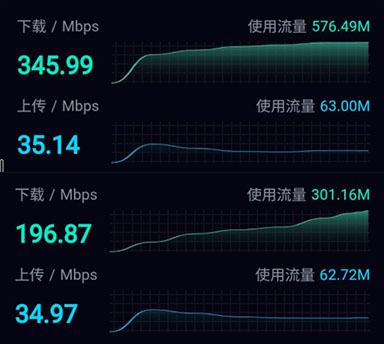 下载 / Mbps 使用流量 576.49M
345.99
上传 / Mbps 使用流量 63.00M
35.14
下载 / Mbps 使用流量 301.16M
196.87
上传 / Mbps 使用流量 62.72M
34.97